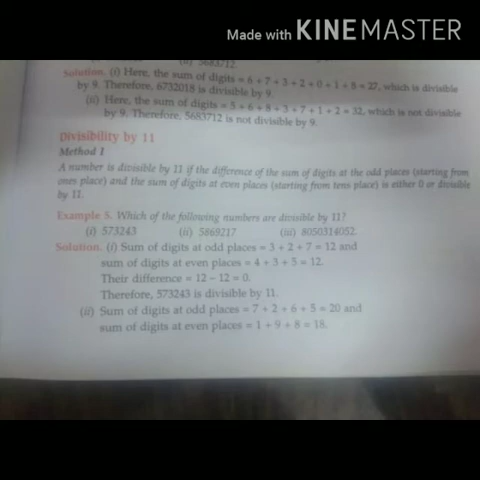 Made with KINEMASTER
(ii) 5683712
Solution. (i) Here, the sum of digits = 6 + 7 + 3 + 2 + 0 + 1 + 8 = 27, which is divisible
by 9. Therefore, 6732018 is divisible by 9.
(ii) Here, the sum of digits = 5 + 6 + 8 + 3 + 7 + 1 + 2 = 32, which is not divisible
by 9. Therefore, 5683712 is not divisible by 9.
Divisibility by 11
Method 1
A number is divisible by 11 if the difference of the sum of digits at the odd places (starting from
ones place) and the sum of digits at even places (starting from tens place) is either 0 or divisible
by 11.
Example 5. Which of the following numbers are divisible by 11?
(i) 573243 (ii) 5869217 (iii) 8050314052.
Solution. (i) Sum of digits at odd places = 3 + 2 + 7 = 12 and
sum of digits at even places = 4 + 3 + 5 = 12.
Their difference = 12 − 12 = 0.
Therefore, 573243 is divisible by 11.
(ii) Sum of digits at odd places = 7 + 2 + 6 + 5 = 20 and
sum of digits at even places = 1 + 9 + 8 = 18.